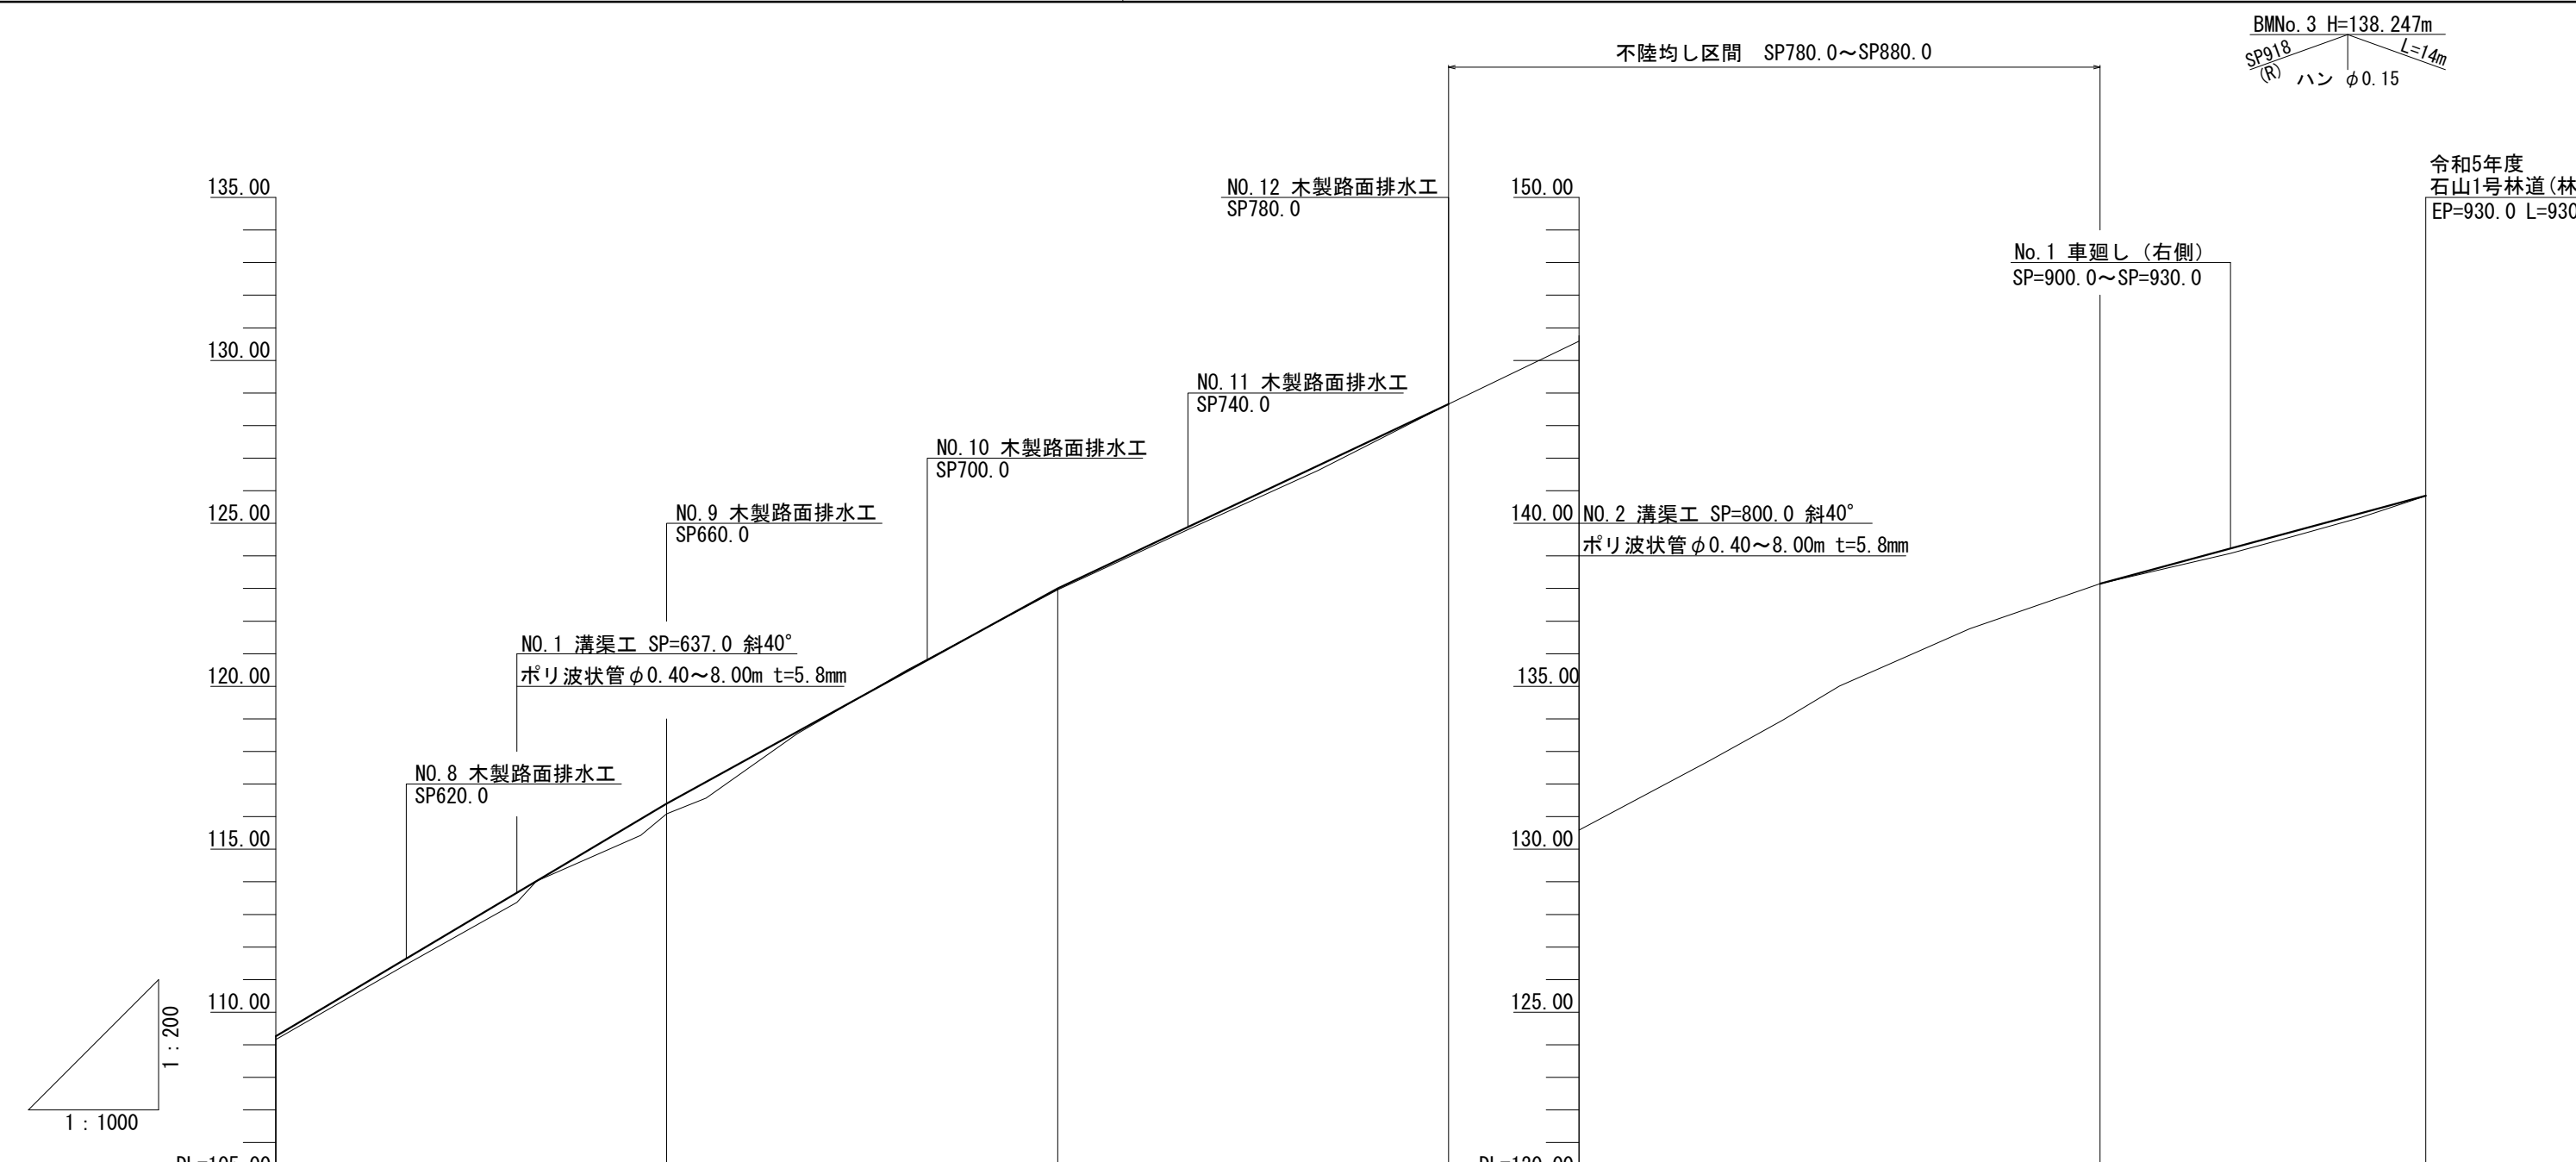 BMNo.3 H=138.247m
SP918
(R)
L=14m
ハン φ0.15
不陸均し区間 SP780.0～SP880.0
令和5年度
石山1号林道(林
EP=930.0 L=930
135.00
130.00
125.00
120.00
115.00
110.00
NO.12 木製路面排水工
SP780.0
NO.11 木製路面排水工
SP740.0
NO.10 木製路面排水工
SP700.0
NO.9 木製路面排水工
SP660.0
NO.1 溝渠工 SP=637.0 斜40°
ポリ波状管φ0.40～8.00m t=5.8mm
NO.8 木製路面排水工
SP620.0
150.00
140.00
135.00
130.00
125.00
No.1 車廻し（右側）
SP=900.0～SP=930.0
NO.2 溝渠工 SP=800.0 斜40°
ポリ波状管φ0.40～8.00m t=5.8mm
1:200
1:1000
DL=105.00
DL=120.00